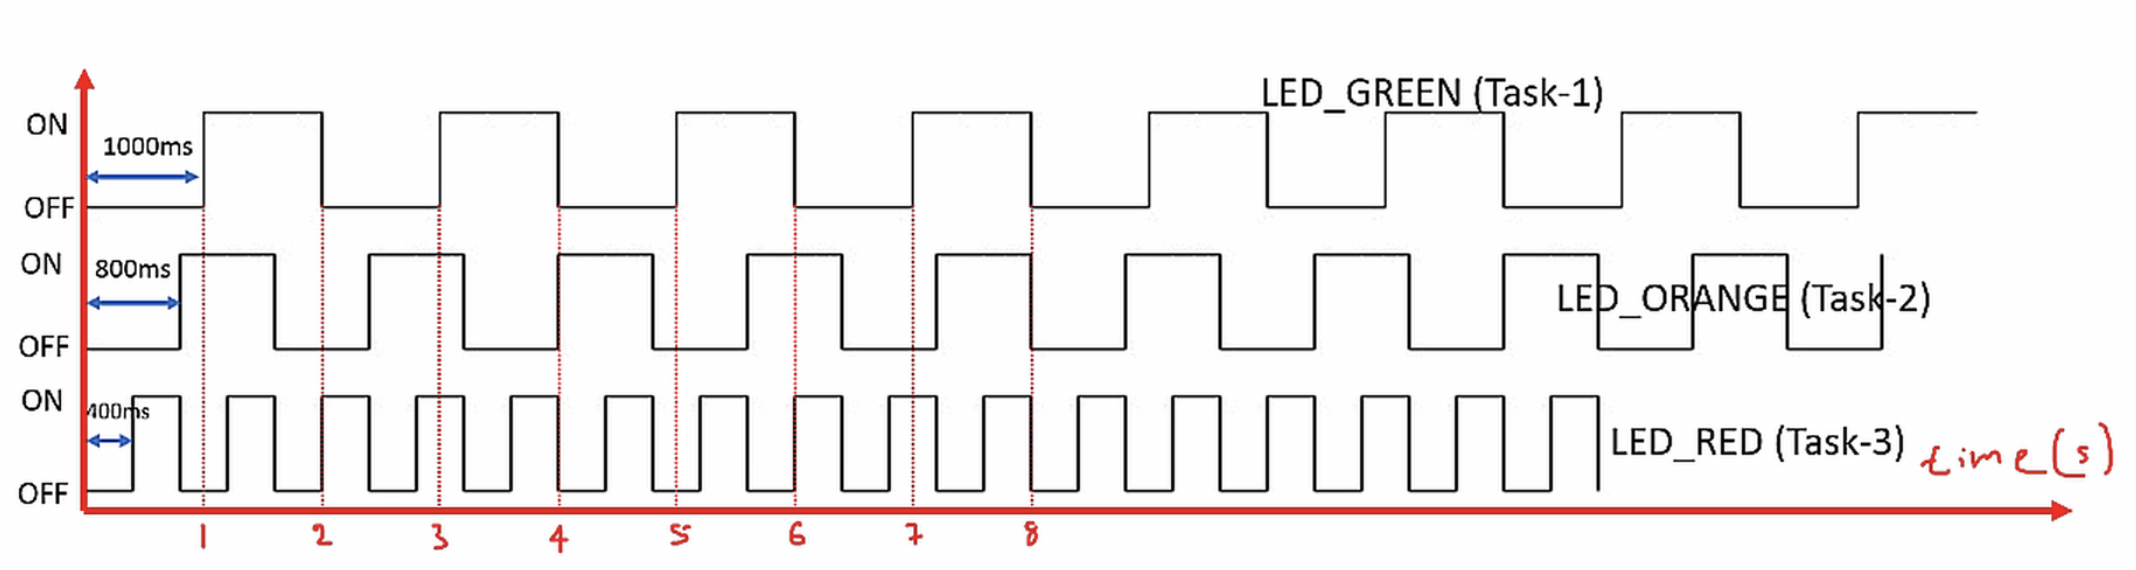 LED_GREEN (Task-1)
ON
1000ms
OFF
ON
800ms
LED_ORANGE (Task-2)
OFF
ON
400ms
LED_RED (Task-3)
time(s)
OFF
1 2 3 4 5 6 7 8